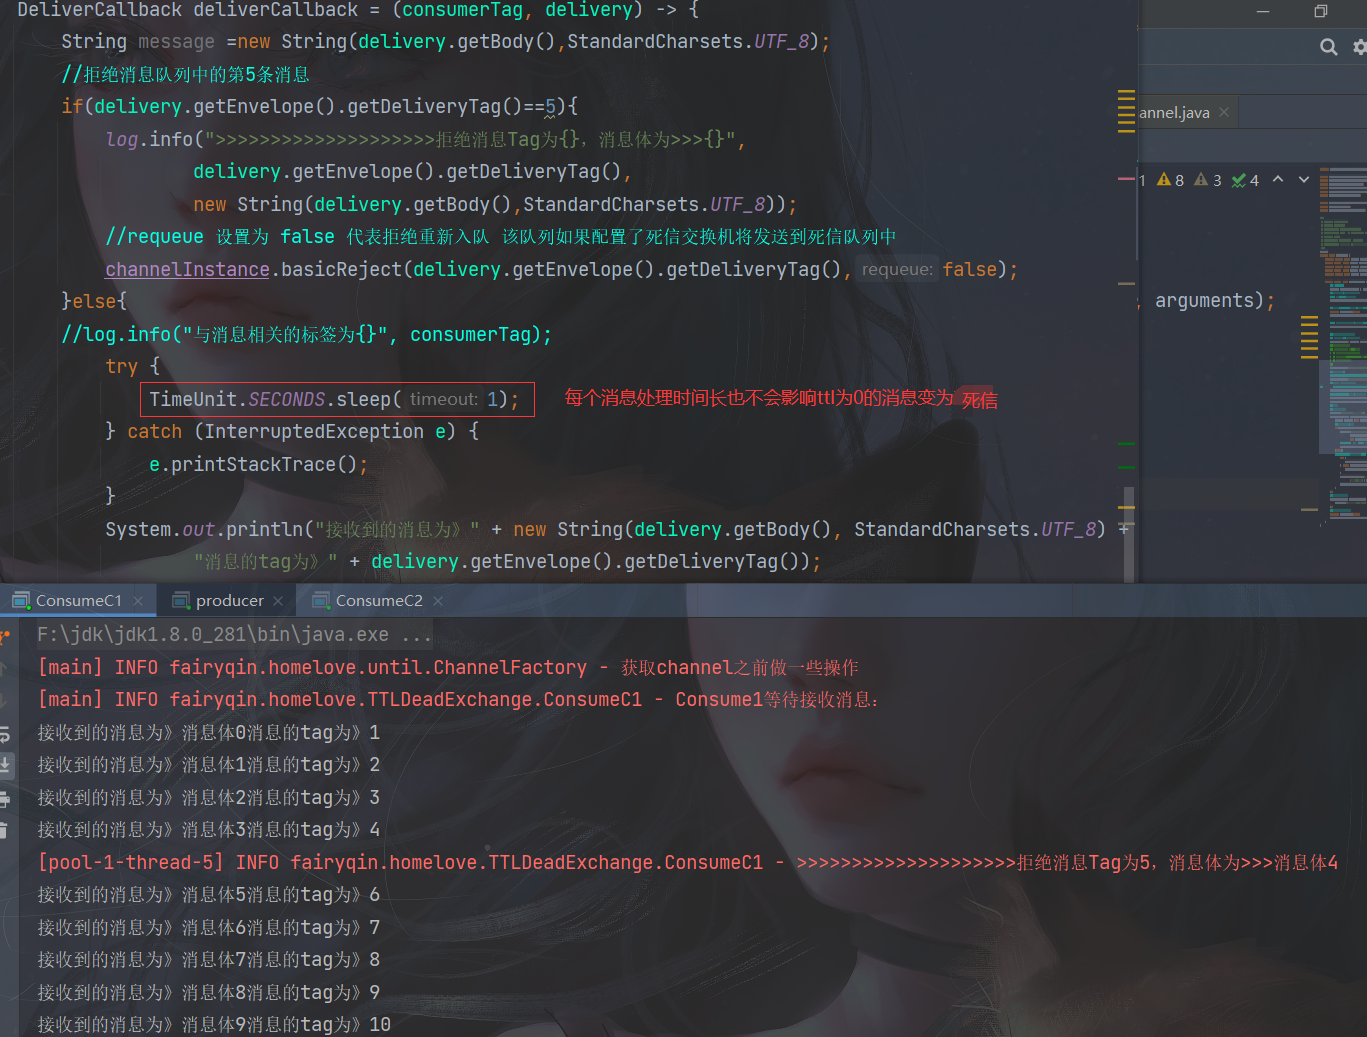 DeliverCallback deliverCallback = (consumerTag, delivery) -> {
String message =new String(delivery.getBody(),StandardCharsets.UTF_8);
//拒绝消息队列中的第5条消息
if(delivery.getEnvelope().getDeliveryTag()==5){
log.info(">>>>>>>>>>>>>>>>>>>>拒绝消息Tag为{}, 消息体为>>>{}",
delivery.getEnvelope().getDeliveryTag(),
new String(delivery.getBody(),StandardCharsets.UTF_8));
//requeue 设置为 false 代表拒绝重新入队 该队列如果配置了死信交换机将发送到死信队列中
channelInstance.basicReject(delivery.getEnvelope().getDeliveryTag(), requeue: false);
}else{
//log.info("与消息相关的标签为{}", consumerTag);
try {
TimeUnit.SECONDS.sleep( timeout: 1);
每个消息处理时间长也不会影响ttl为0的消息变为 死信
} catch (InterruptedException e) {
e.printStackTrace();
}
System.out.println("接收到的消息为》" + new String(delivery.getBody(), StandardCharsets.UTF_8) +
"消息的tag为》" + delivery.getEnvelope().getDeliveryTag());
annel.java
1 8 3 4
, arguments);
ConsumeC1
producer
ConsumeC2
F:\jdk\jdk1.8.0_281\bin\java.exe ...
[main] INFO fairyqin.homelove.until.ChannelFactory - 获取channel之前做一些操作
[main] INFO fairyqin.homelove.TTLDeadExchange.ConsumeC1 - Consume1等待接收消息:
接收到的消息为》消息体0消息的tag为》1
接收到的消息为》消息体1消息的tag为》2
接收到的消息为》消息体2消息的tag为》3
接收到的消息为》消息体3消息的tag为》4
[pool-1-thread-5] INFO fairyqin.homelove.TTLDeadExchange.ConsumeC1 - >>>>>>>>>>>>>>>>>>>>拒绝消息Tag为5, 消息体为>>>消息体4
接收到的消息为》消息体5消息的tag为》6
接收到的消息为》消息体6消息的tag为》7
接收到的消息为》消息体7消息的tag为》8
接收到的消息为》消息体8消息的tag为》9
接收到的消息为》消息体9消息的tag为》10